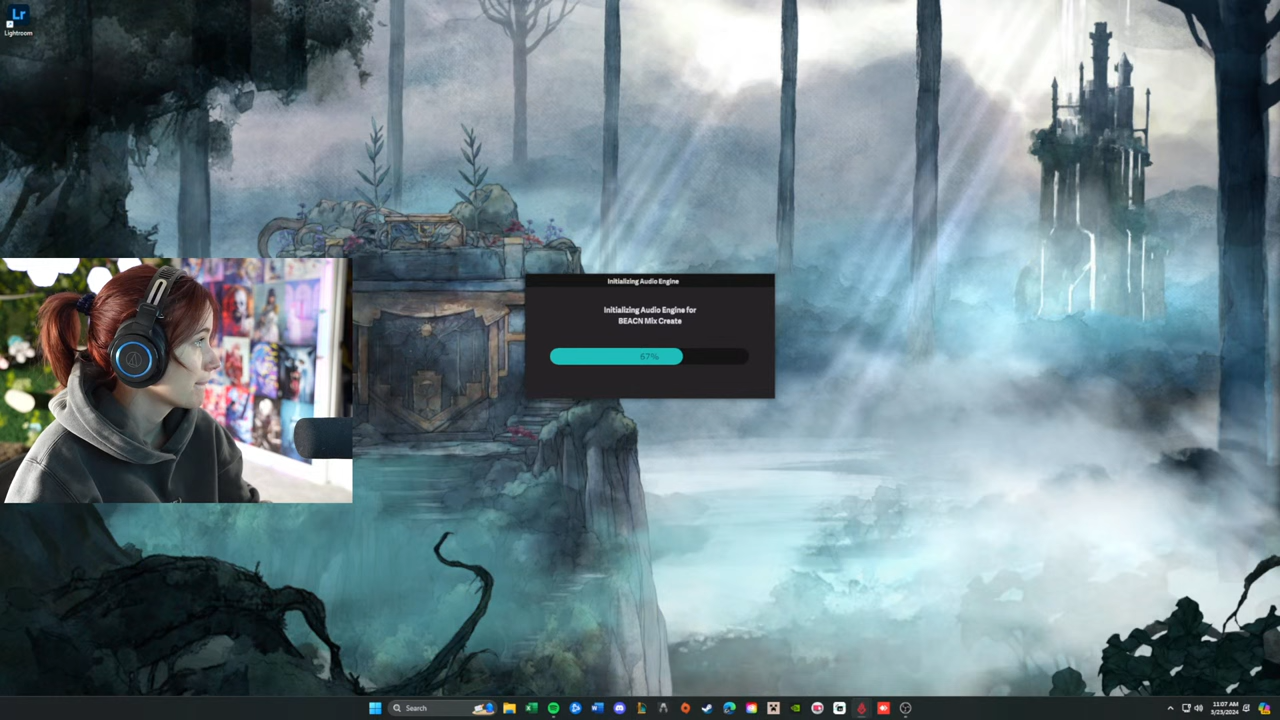 Lr
Lightroom
Initializing Audio Engine
Initializing Audio Engine for
BEACN Mix Create
67%
Search
11:07 AM
5/23/2024